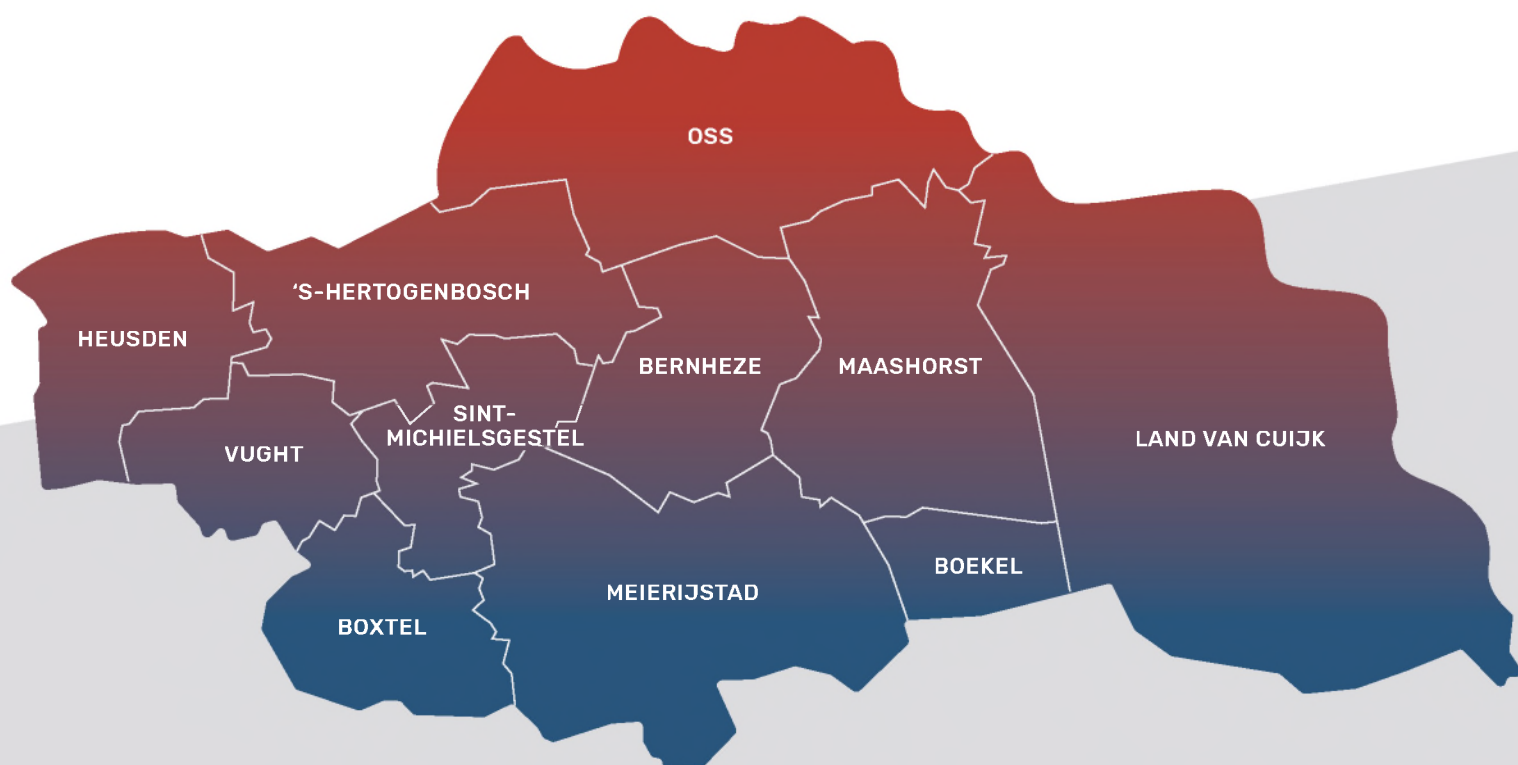 OSS
‘S-HERTOGENBOSCH
HEUSDEN
BERNHEZE
MAASHORST
SINT-
MICHIELSGESTEL
LAND VAN CUIJK
VUGHT
BOEKEL
MEIERIJSTAD
BOXTEL